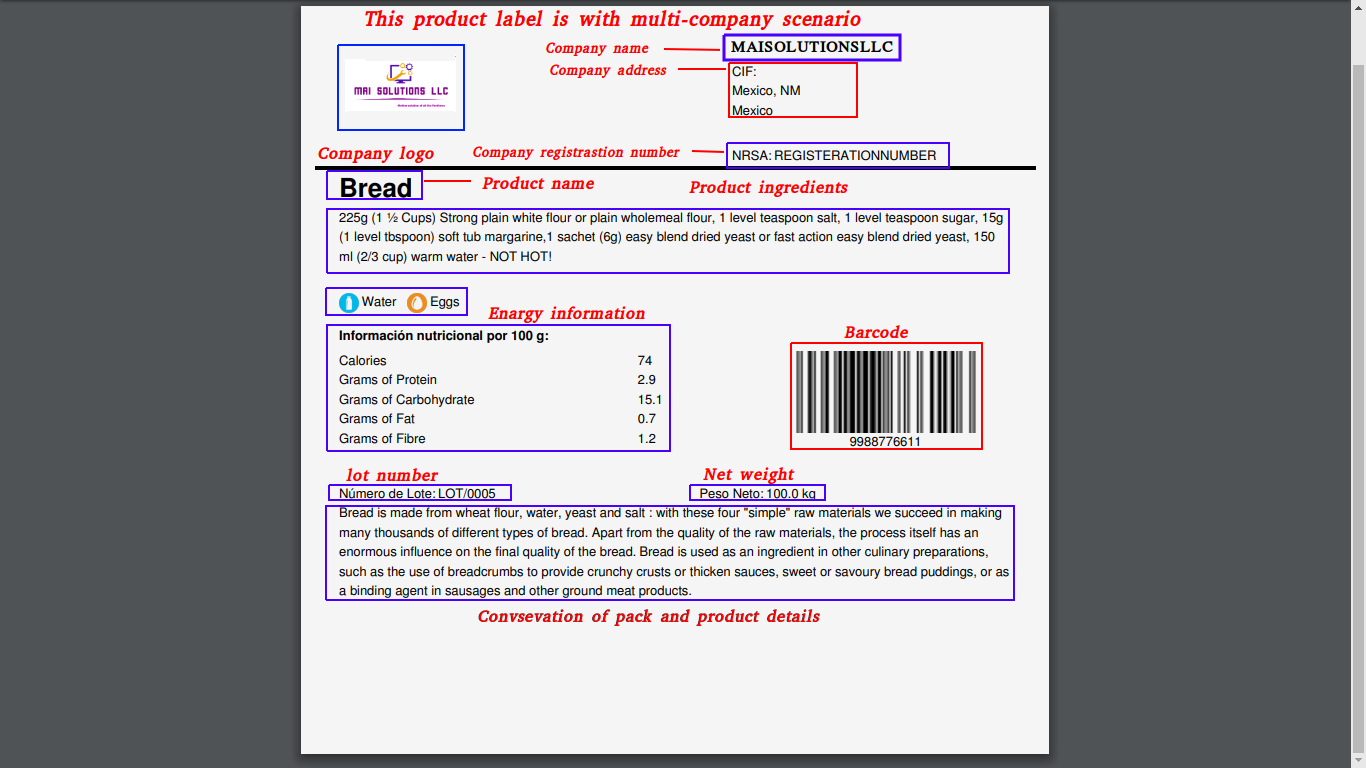 This product label is with multi-company scenario
Company name MAISOLUTIONSLLC
MAI SOLUTIONS LLC
Company address CIF:
Mexico, NM
Mexico
Company logo Company registrastion number NRSA: REGISTERATIONNUMBER
Bread Product name Product ingredients
225g (1 ½ Cups) Strong plain white flour or plain wholemeal flour, 1 level teaspoon salt, 1 level teaspoon sugar, 15g
(1 level tbspoon) soft tub margarine,1 sachet (6g) easy blend dried yeast or fast action easy blend dried yeast, 150
ml (2/3 cup) warm water - NOT HOT!
Water Eggs
Enargy information
Información nutricional por 100 g:
Calories 74
Grams of Protein 2.9
Grams of Carbohydrate 15.1
Grams of Fat 0.7
Grams of Fibre 1.2
Barcode
9988776611
lot number Net weight
Número de Lote: LOT/0005 Peso Neto: 100.0 kg
Bread is made from wheat flour, water, yeast and salt : with these four "simple" raw materials we succeed in making
many thousands of different types of bread. Apart from the quality of the raw materials, the process itself has an
enormous influence on the final quality of the bread. Bread is used as an ingredient in other culinary preparations,
such as the use of breadcrumbs to provide crunchy crusts or thicken sauces, sweet or savoury bread puddings, or as
a binding agent in sausages and other ground meat products.
Convsevation of pack and product details